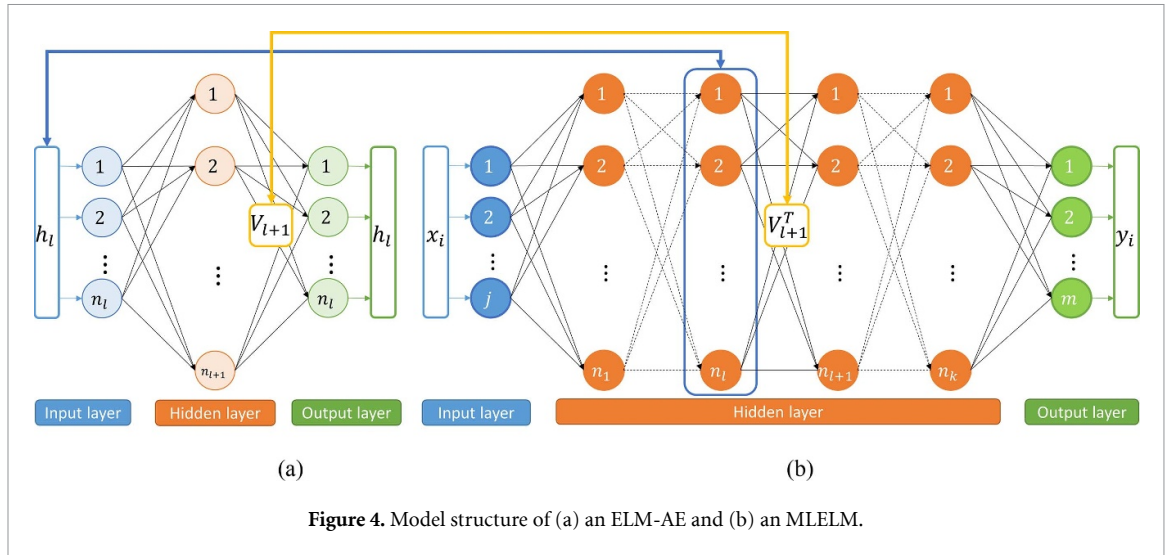 h_l
1
2
⋮
n_l
1
2
⋮
n_{l+1}
V_{l+1}
1
2
⋮
n_l
h_l
x_i
1
2
⋮
j
1
2
⋮
n_1
1
2
⋮
n_l
V_{l+1}^T
1
2
⋮
n_{l+1}
1
2
⋮
n_k
1
2
⋮
m
y_i
Input layer Hidden layer Output layer Input layer Hidden layer Output layer
(a) (b)
Figure 4. Model structure of (a) an ELM-AE and (b) an MLELM.